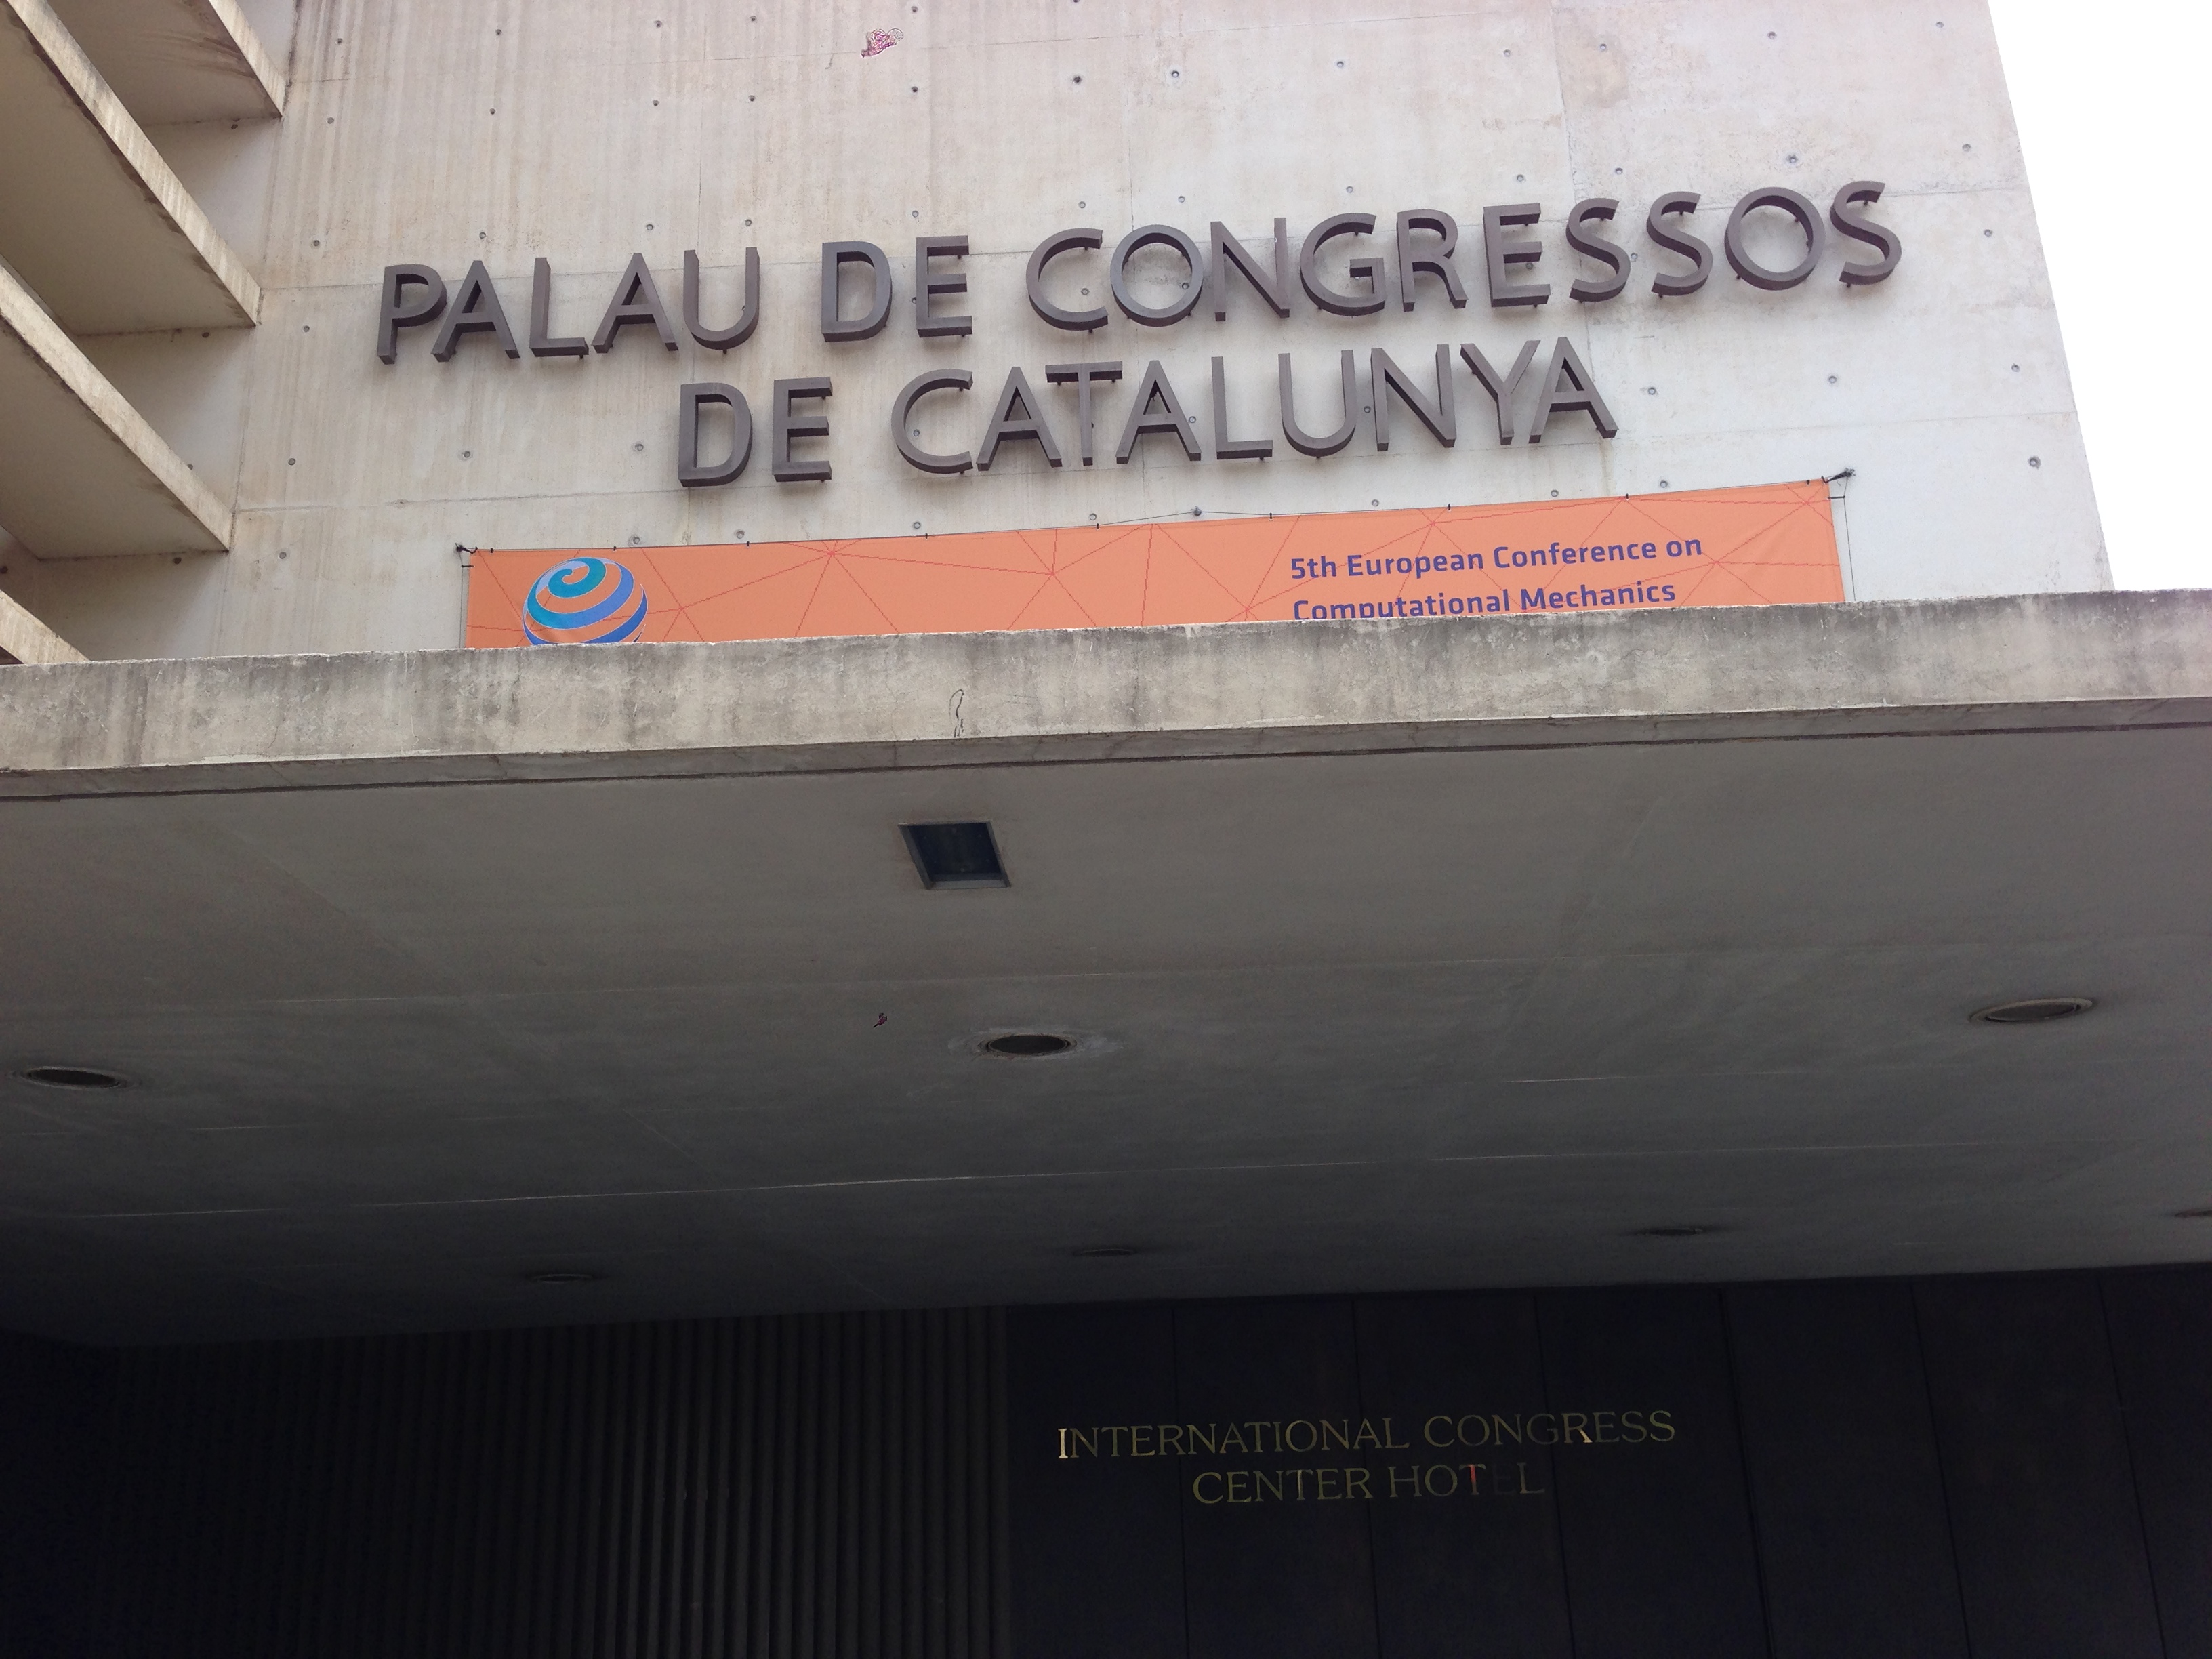 PALAU DE CONGRESSOS
DE CATALUNYA
5th European Conference on
Computational Mechanics
INTERNATIONAL CONGRESS
CENTER HOTEL